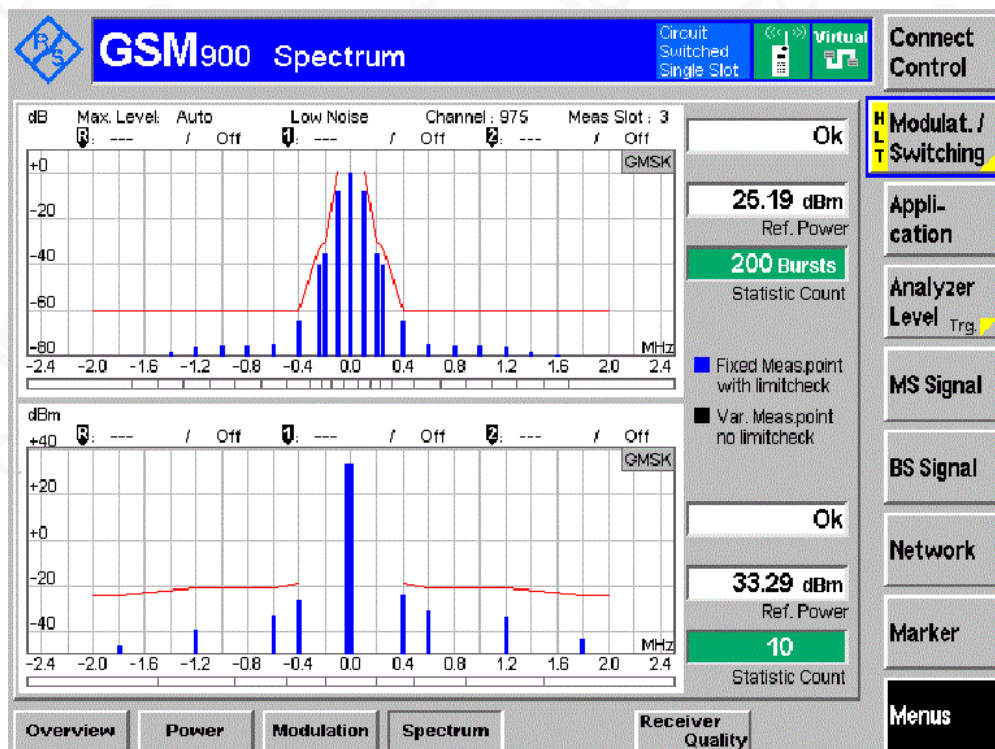 R/S
GSM900 Spectrum
Circuit
Switched
Single Slot
Virtual
Connect
Control
dB Max. Level: Auto Low Noise Channel : 975 Meas Slot : 3
R: --- / Off 1: --- / Off 2: --- / Off
GMSK
+0
-20
-40
-60
-80
MHz
-2.4 -2.0 -1.6 -1.2 -0.8 -0.4 0.0 0.4 0.8 1.2 1.6 2.0 2.4
Ok
25.19 dBm
Ref. Power
200 Bursts
Statistic Count
Fixed Meas.point
with limitcheck
Var. Meas.point
no limitcheck
dBm
R: --- / Off 1: --- / Off 2: --- / Off
GMSK
+40
+20
+0
-20
-40
MHz
-2.4 -2.0 -1.6 -1.2 -0.8 -0.4 0.0 0.4 0.8 1.2 1.6 2.0 2.4
Ok
33.29 dBm
Ref. Power
10
Statistic Count
HLT
Modulat. /
Switching
Appli-
cation
Analyzer
Level Trg.
MS Signal
BS Signal
Network
Marker
Menus
Overview
Power
Modulation
Spectrum
Receiver
Quality